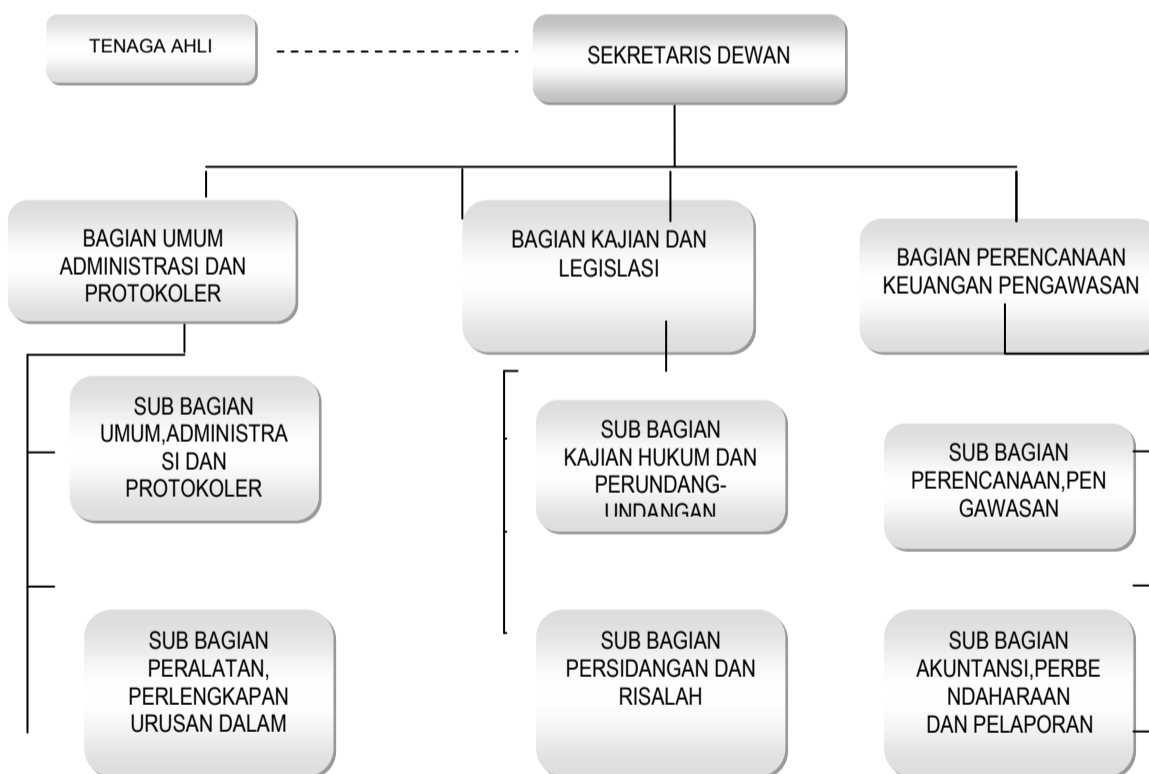 TENAGA AHLI
SEKRETARIS DEWAN
BAGIAN UMUM
ADMINISTRASI DAN
PROTOKOLER
BAGIAN KAJIAN DAN
LEGISLASI
BAGIAN PERENCANAAN
KEUANGAN PENGAWASAN
SUB BAGIAN
UMUM,ADMINISTRA
SI DAN
PROTOKOLER
SUB BAGIAN
KAJIAN HUKUM DAN
PERUNDANG-
UNDANGAN
SUB BAGIAN
PERENCANAAN,PEN
GAWASAN
SUB BAGIAN
PERALATAN,
PERLENGKAPAN
URUSAN DALAM
SUB BAGIAN
PERSIDANGAN DAN
RISALAH
SUB BAGIAN
AKUNTANSI,PERBE
NDAHARAAN
DAN PELAPORAN